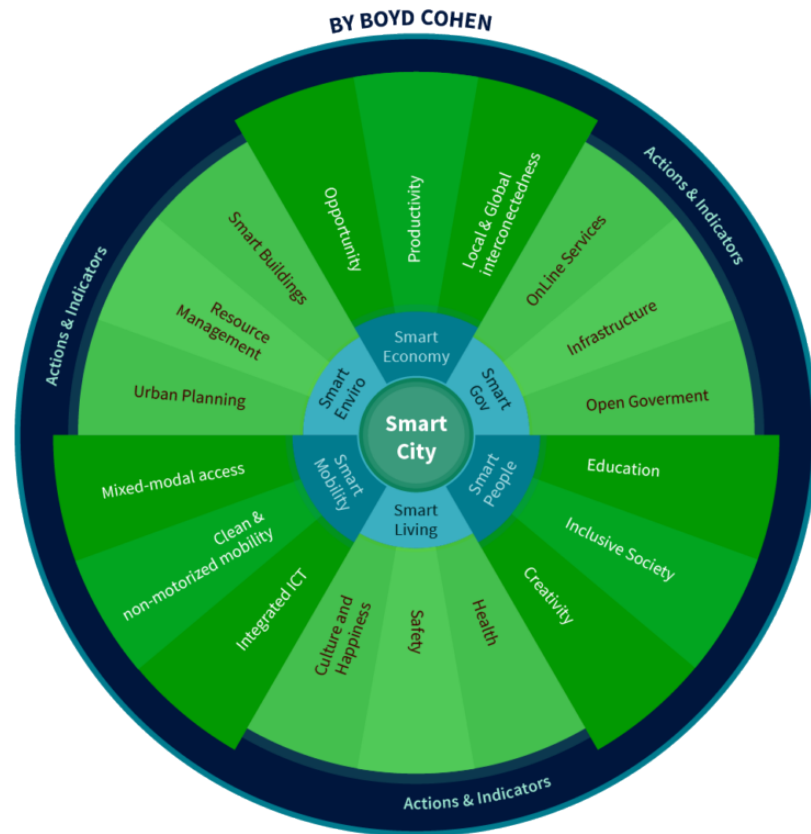 BY BOYD COHEN
Actions & Indicators
Actions & Indicators
Actions & Indicators
Smart
City
Smart
Economy
Opportunity
Productivity
Local & Global
interconectedness
Smart
Gov
OnLine Services
Infrastructure
Open Goverment
Smart
People
Education
Inclusive Society
Creativity
Smart
Living
Health
Safety
Culture and
Happiness
Smart
Mobility
Integrated ICT
Clean &
non-motorized mobility
Mixed-modal access
Smart
Enviro
Urban Planning
Resource
Management
Smart Buildings